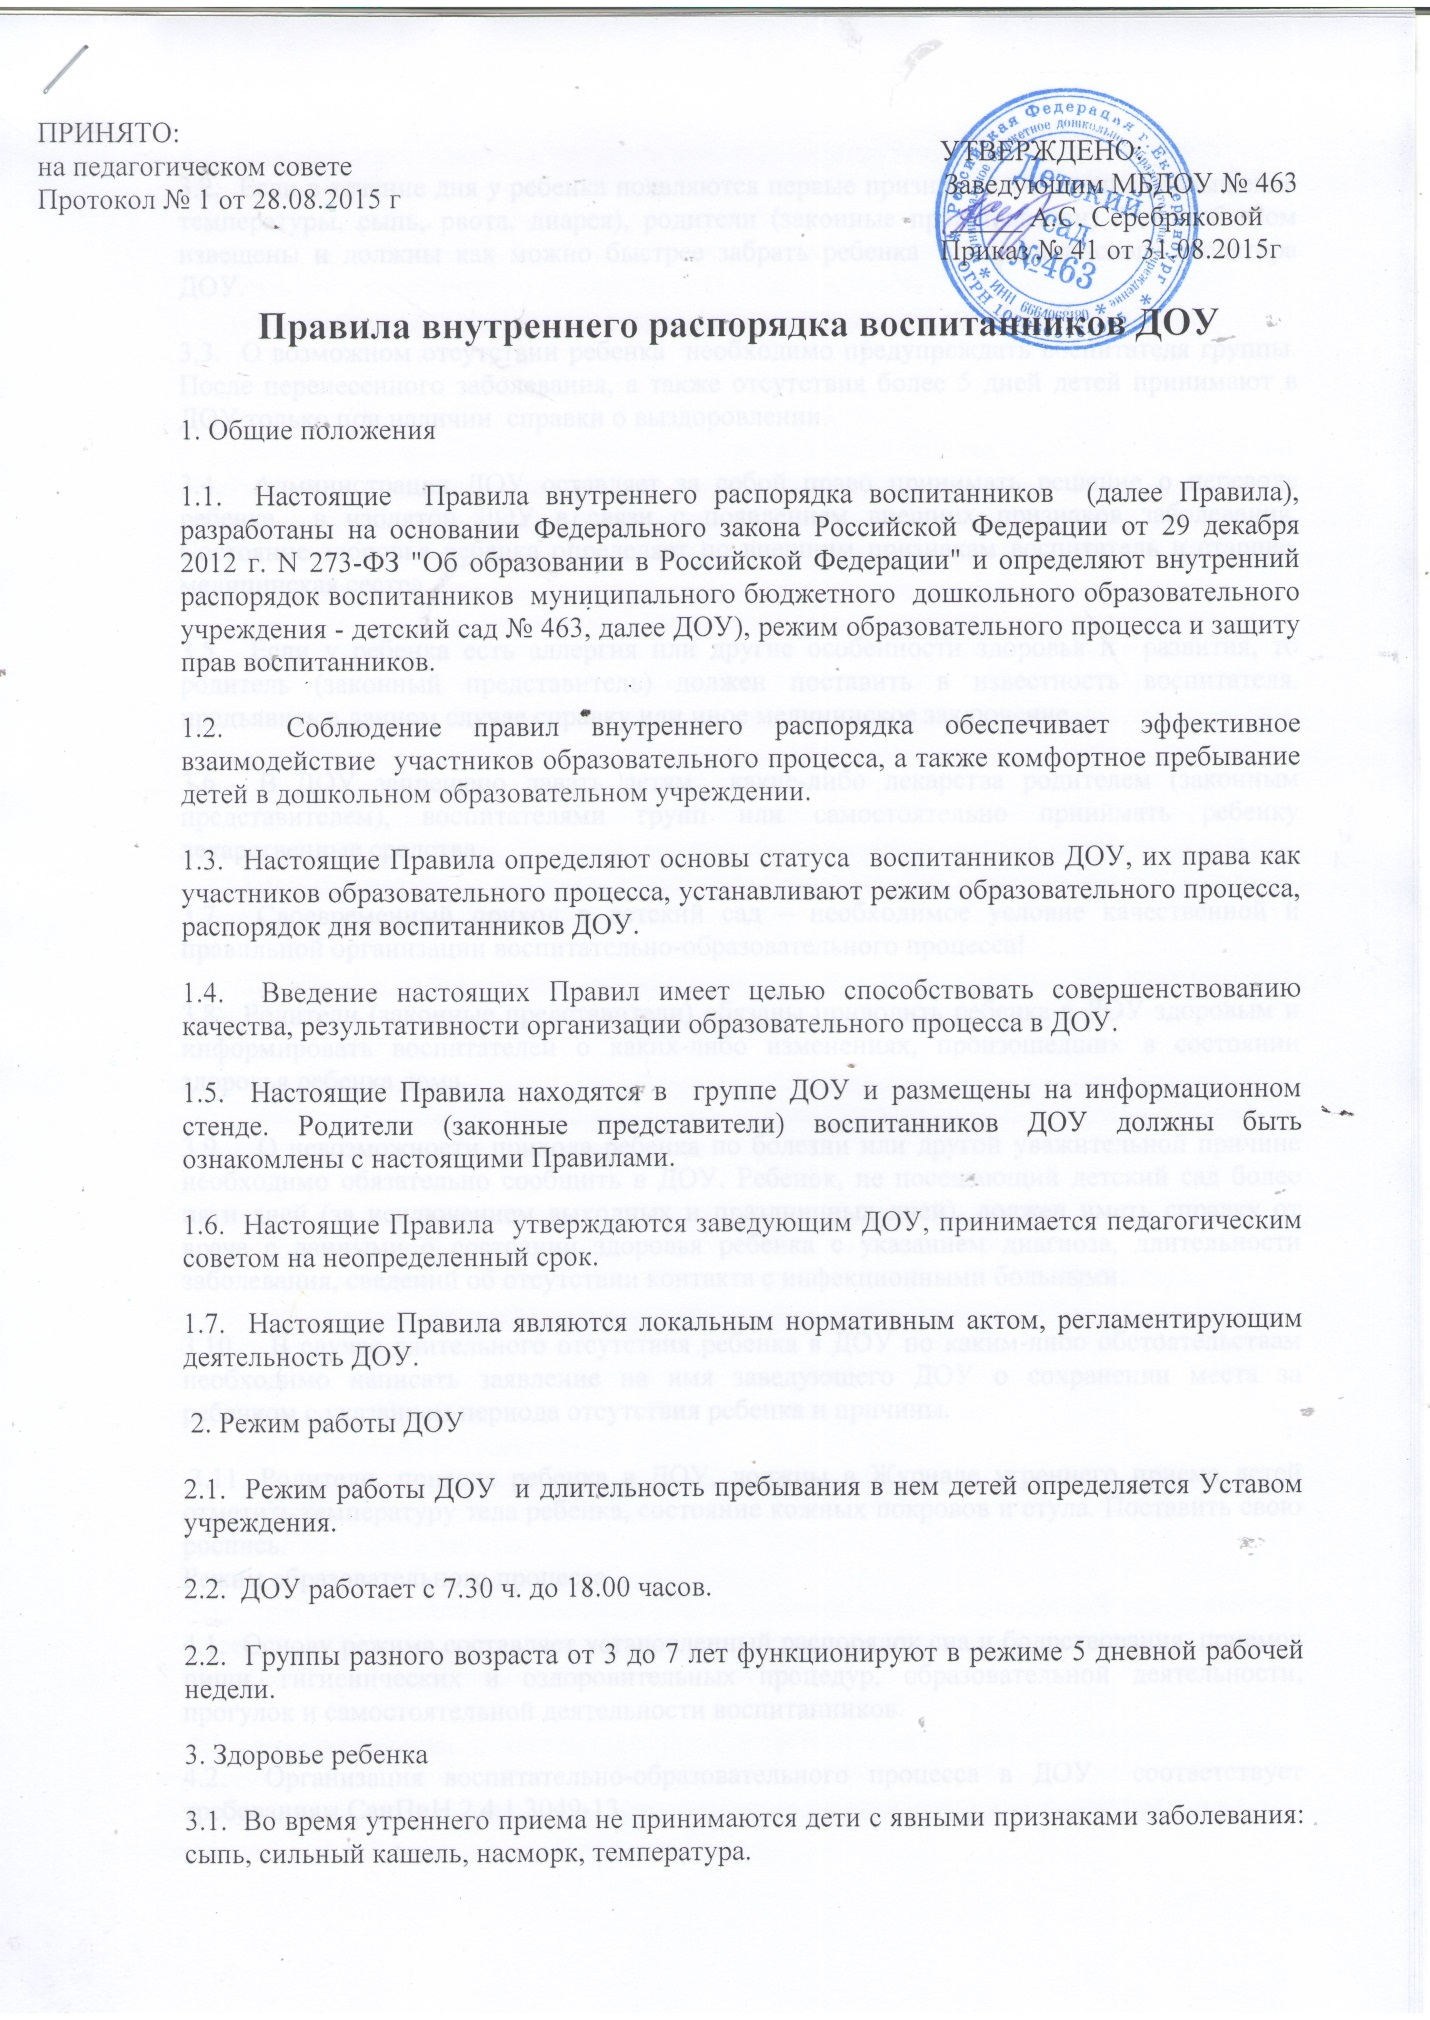 ПРИНЯТО:
на педагогическом совете
Протокол № 1 от 28.08.2015 г
УТВЕРЖДЕНО:
Заведующим МБДОУ № 463
А.С. Серебряковой
Приказ № 41 от 31.08.2015г
Российская Федерация г.Екатеринбург
Детский
сад
№463
Правила внутреннего распорядка воспитанников ДОУ
1. Общие положения
1.1. Настоящие Правила внутреннего распорядка воспитанников (далее Правила),
разработаны на основании Федерального закона Российской Федерации от 29 декабря
2012 г. N 273-ФЗ "Об образовании в Российской Федерации" и определяют внутренний
распорядок воспитанников муниципального бюджетного дошкольного образовательного
учреждения - детский сад № 463, далее ДОУ), режим образовательного процесса и защиту
прав воспитанников.
1.2. Соблюдение правил внутреннего распорядка обеспечивает эффективное
взаимодействие участников образовательного процесса, а также комфортное пребывание
детей в дошкольном образовательном учреждении.
1.3. Настоящие Правила определяют основы статуса воспитанников ДОУ, их права как
участников образовательного процесса, устанавливают режим образовательного процесса,
распорядок дня воспитанников ДОУ.
1.4. Введение настоящих Правил имеет целью способствовать совершенствованию
качества, результативности организации образовательного процесса в ДОУ.
1.5. Настоящие Правила находятся в группе ДОУ и размещены на информационном
стенде. Родители (законные представители) воспитанников ДОУ должны быть
ознакомлены с настоящими Правилами.
1.6. Настоящие Правила утверждаются заведующим ДОУ, принимается педагогическим
советом на неопределенный срок.
1.7. Настоящие Правила являются локальным нормативным актом, регламентирующим
деятельность ДОУ.
2. Режим работы ДОУ
2.1. Режим работы ДОУ и длительность пребывания в нем детей определяется Уставом
учреждения.
2.2. ДОУ работает с 7.30 ч. до 18.00 часов.
2.2. Группы разного возраста от 3 до 7 лет функционируют в режиме 5 дневной рабочей
недели.
3. Здоровье ребенка
3.1. Во время утреннего приема не принимаются дети с явными признаками заболевания:
сыпь, сильный кашель, насморк, температура.